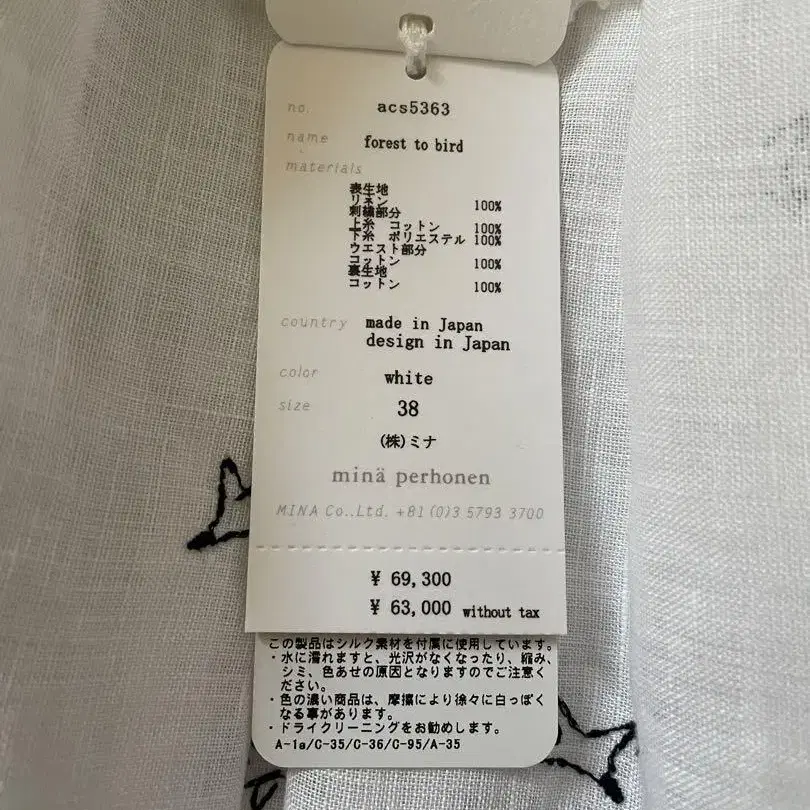 no. acs5363
name forest to bird
materials
表生地
リネン 100%
刺繍部分
上糸 コットン 100%
下糸 ポリエステル 100%
ウエスト部分
コットン 100%
裏生地
コットン 100%
country made in Japan
design in Japan
color white
size 38
(株)ミナ
minä perhonen
MINA Co.,Ltd. +81 (0)3 5793 3700
¥ 69,300
¥ 63,000 without tax
この製品はシルク素材を付属に使用しています。
・水に濡れますと、光沢がなくなったり、縮み、
シミ、色あせの原因となりますのでご注意く
ださい。
・色の濃い商品は、摩擦により徐々に白っぽく
なる事があります。
・ドライクリーニングをお勧めします。
A-1a/C-35/C-36/C-95/A-35